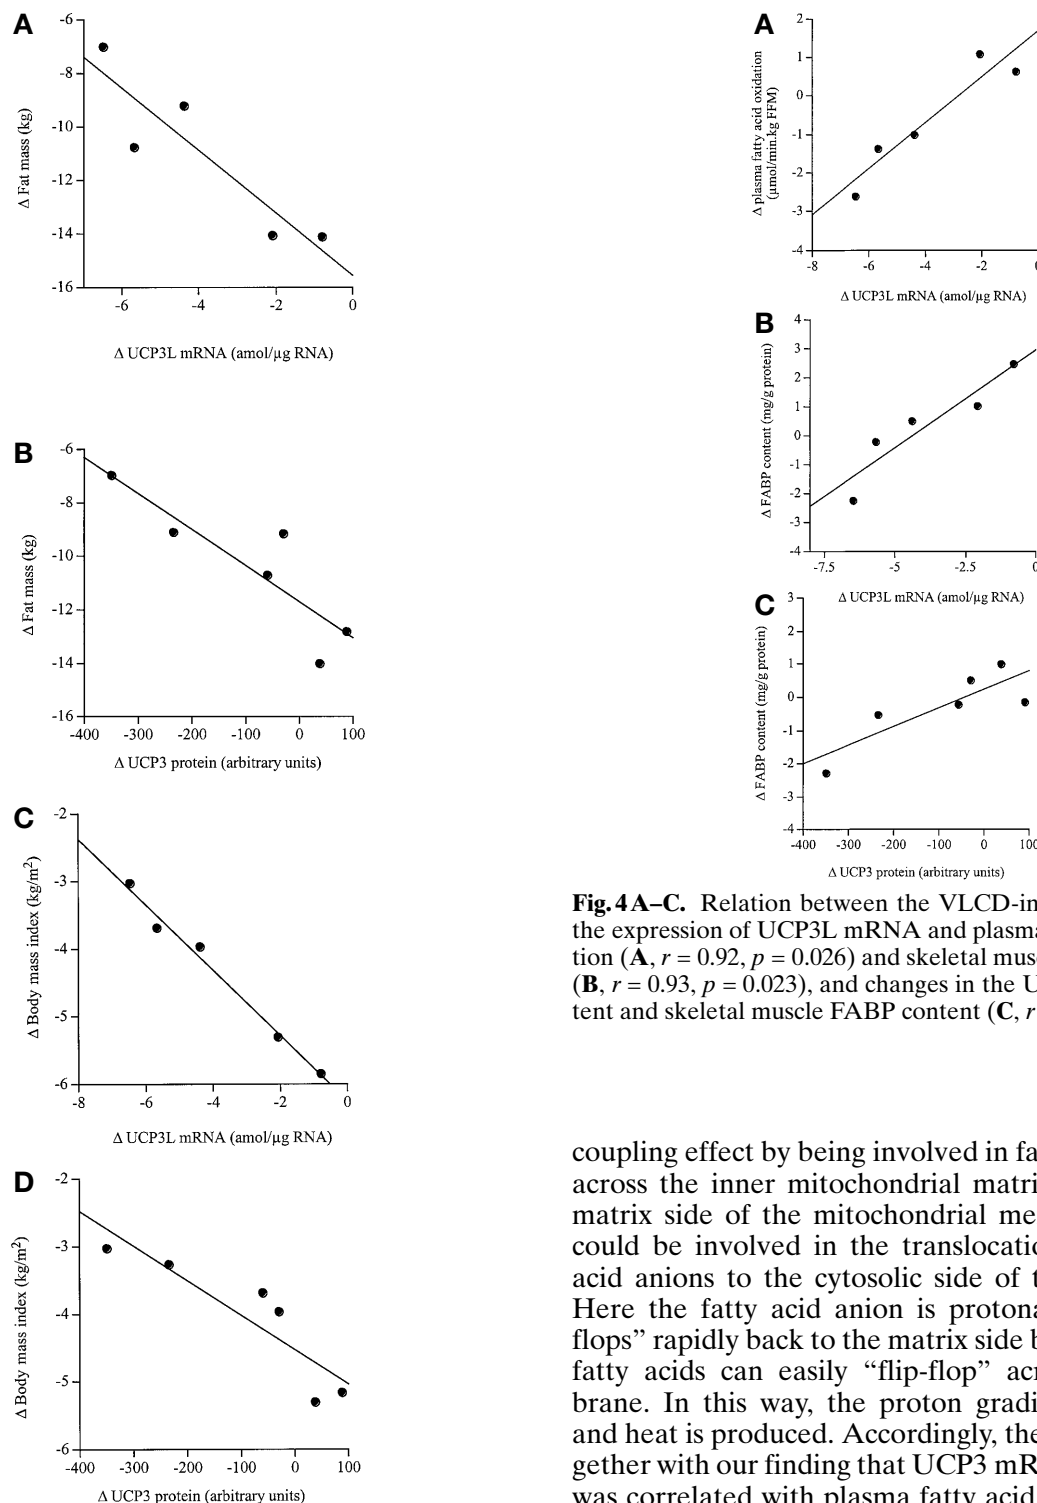 A
-6
-8
-10
-12
-14
-16
Δ Fat mass (kg)
-6 -4 -2 0
Δ UCP3L mRNA (amol/µg RNA)
B
-6
-8
-10
-12
-14
-16
Δ Fat mass (kg)
-400 -300 -200 -100 0 100
Δ UCP3 protein (arbitrary units)
C
-2
-3
-4
-5
-6
Δ Body mass index (kg/m²)
-8 -6 -4 -2 0
Δ UCP3L mRNA (amol/µg RNA)
D
-2
-3
-4
-5
-6
Δ Body mass index (kg/m²)
-400 -300 -200 -100 0 100
Δ UCP3 protein (arbitrary units)
A
2
1
0
-1
-2
-3
-4
Δ plasma fatty acid oxidation
(µmol/min.kg FFM)
-8 -6 -4 -2 0
Δ UCP3L mRNA (amol/µg RNA)
B
4
3
2
1
0
-1
-2
-3
-4
Δ FABP content (mg/g protein)
-7.5 -5 -2.5 0
Δ UCP3L mRNA (amol/µg RNA)
C
3
2
1
0
-1
-2
-3
-4
Δ FABP content (mg/g protein)
-400 -300 -200 -100 0 100
Δ UCP3 protein (arbitrary units)
Fig. 4 A–C. Relation between the VLCD-in
the expression of UCP3L mRNA and plasma
tion (A, r = 0.92, p = 0.026) and skeletal mus
(B, r = 0.93, p = 0.023), and changes in the U
tent and skeletal muscle FABP content (C, r
coupling effect by being involved in fa
across the inner mitochondrial matri
matrix side of the mitochondrial me
could be involved in the translocatio
acid anions to the cytosolic side of t
Here the fatty acid anion is protona
flops” rapidly back to the matrix side b
fatty acids can easily “flip-flop” acr
brane. In this way, the proton gradi
and heat is produced. Accordingly, the
gether with our finding that UCP3 mR
was correlated with plasma fatty acid